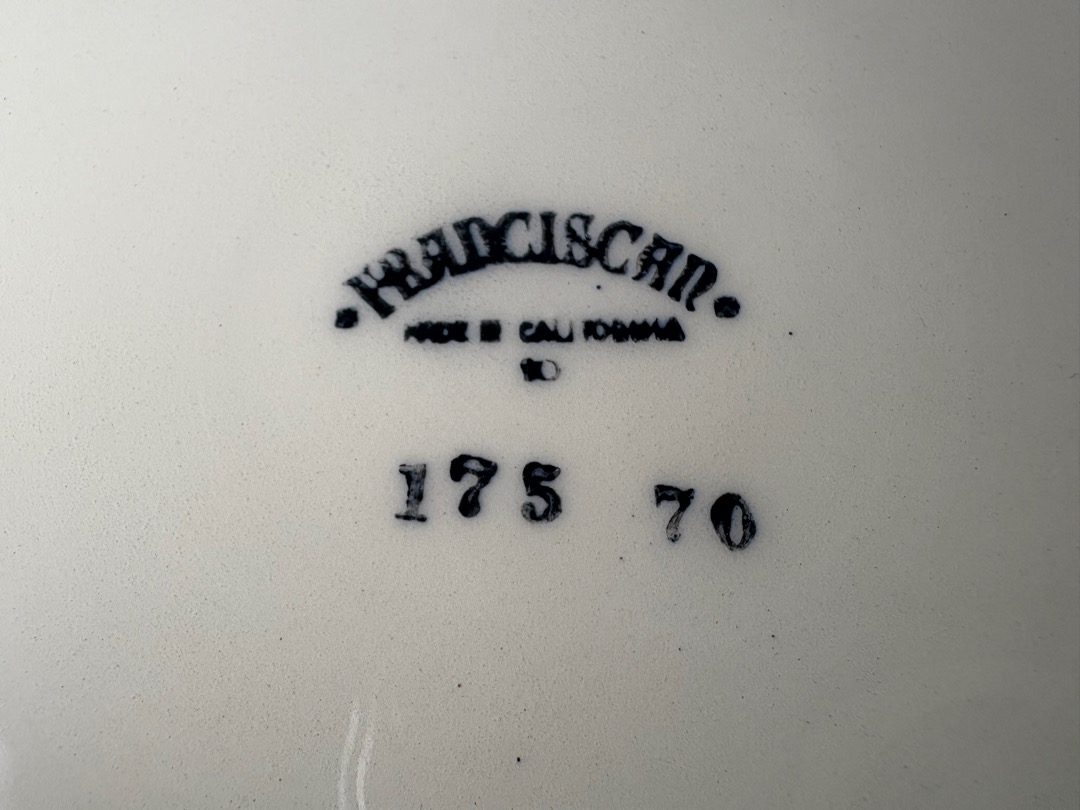 • FRANCISCAN •
MADE IN CALIFORNIA
175 70